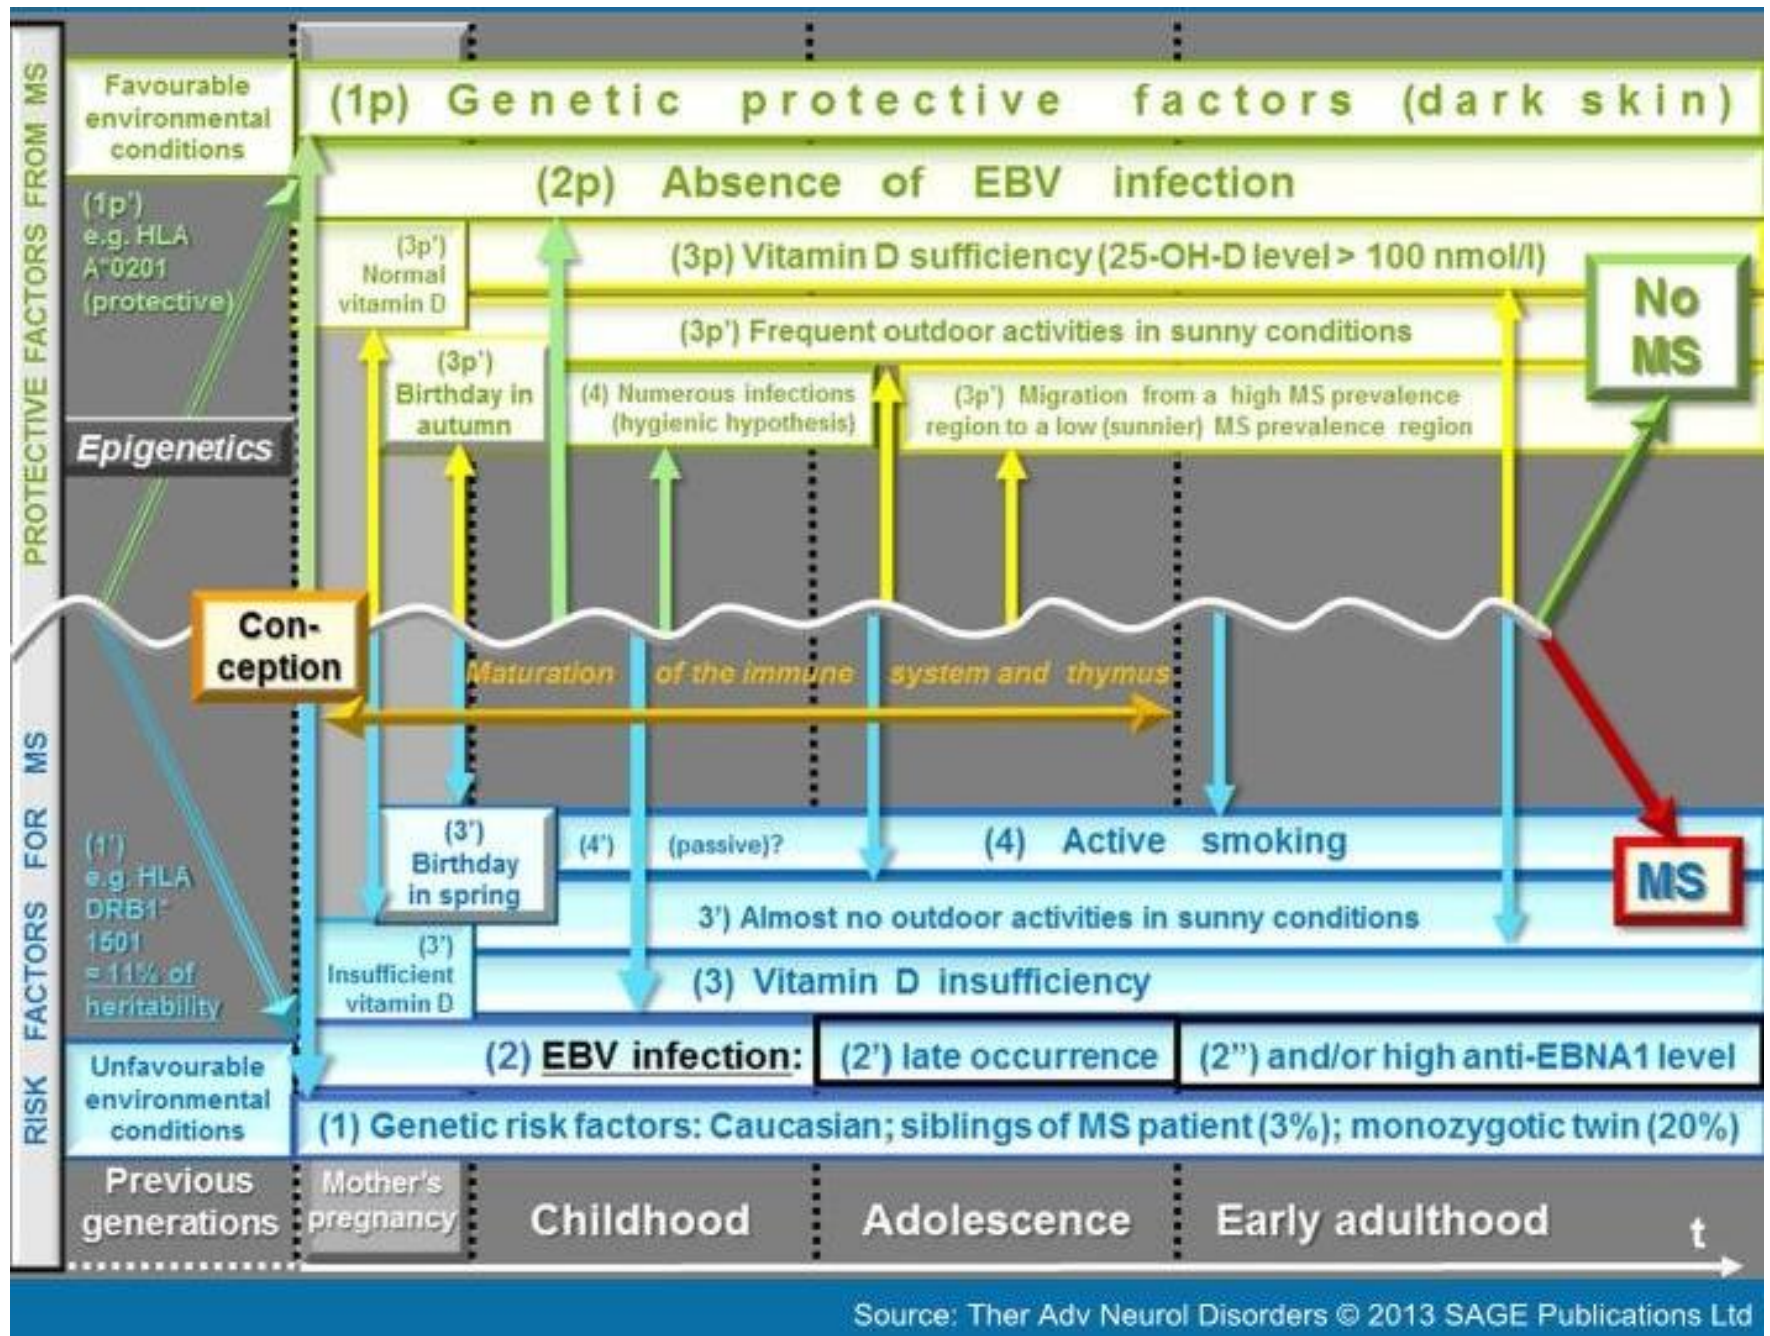 PROTECTIVE FACTORS FROM MS
RISK FACTORS FOR MS
Favourable
environmental
conditions
(1p) Genetic protective factors (dark skin)
(2p) Absence of EBV infection
(1p')
e.g. HLA
A*0201
(protective)
(3p')
Normal
vitamin D
(3p) Vitamin D sufficiency (25-OH-D level > 100 nmol/l)
(3p') Frequent outdoor activities in sunny conditions
No
MS
(3p')
Birthday in
autumn
(4) Numerous infections
(hygienic hypothesis)
(3p') Migration from a high MS prevalence
region to a low (sunnier) MS prevalence region
Epigenetics
Con-
ception
Maturation of the immune system and thymus
(3')
Birthday
in spring
(4') (passive)?
(4) Active smoking
MS
(1')
e.g. HLA
DRB1*
1501
= 11% of
heritability
3') Almost no outdoor activities in sunny conditions
(3')
Insufficient
vitamin D
(3) Vitamin D insufficiency
(2) EBV infection:
(2') late occurrence
(2'') and/or high anti-EBNA1 level
Unfavourable
environmental
conditions
(1) Genetic risk factors: Caucasian; siblings of MS patient (3%); monozygotic twin (20%)
Previous
generations
Mother's
pregnancy
Childhood
Adolescence
Early adulthood
t
Source: Ther Adv Neurol Disorders © 2013 SAGE Publications Ltd